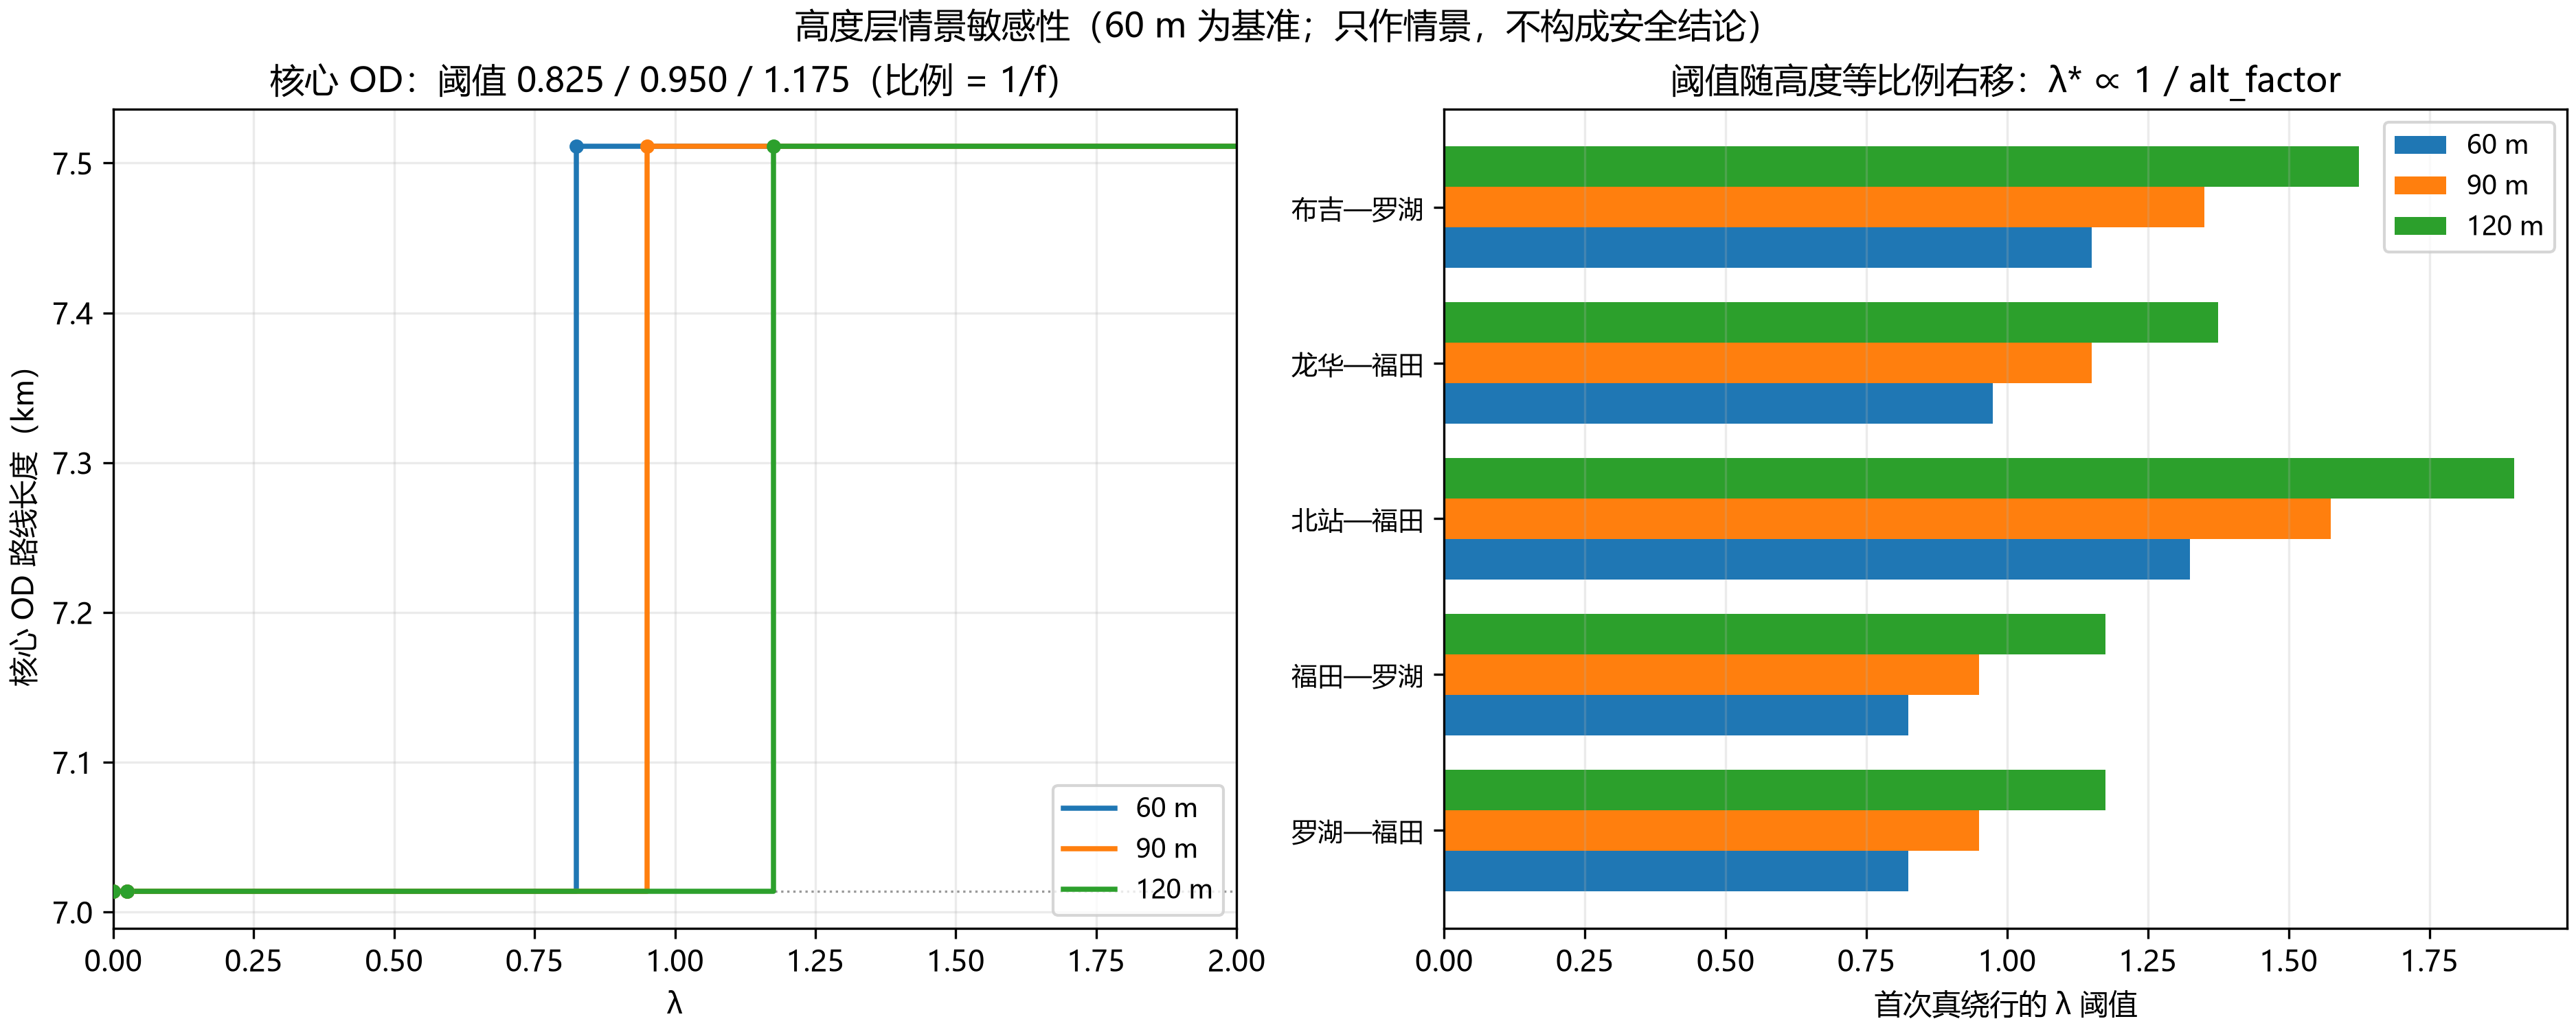 高度层情景敏感性（60 m 为基准；只作情景，不构成安全结论）
核心 OD：阈值 0.825 / 0.950 / 1.175（比例 = 1/f）
核心 OD 路线长度（km）
7.5
7.4
7.3
7.2
7.1
7.0
60 m
90 m
120 m
0.00 0.25 0.50 0.75 1.00 1.25 1.50 1.75 2.00
λ
阈值随高度等比例右移：λ* ∝ 1 / alt_factor
60 m
90 m
120 m
布吉—罗湖
龙华—福田
北站—福田
福田—罗湖
罗湖—福田
0.00 0.25 0.50 0.75 1.00 1.25 1.50 1.75
首次真绕行的 λ 阈值